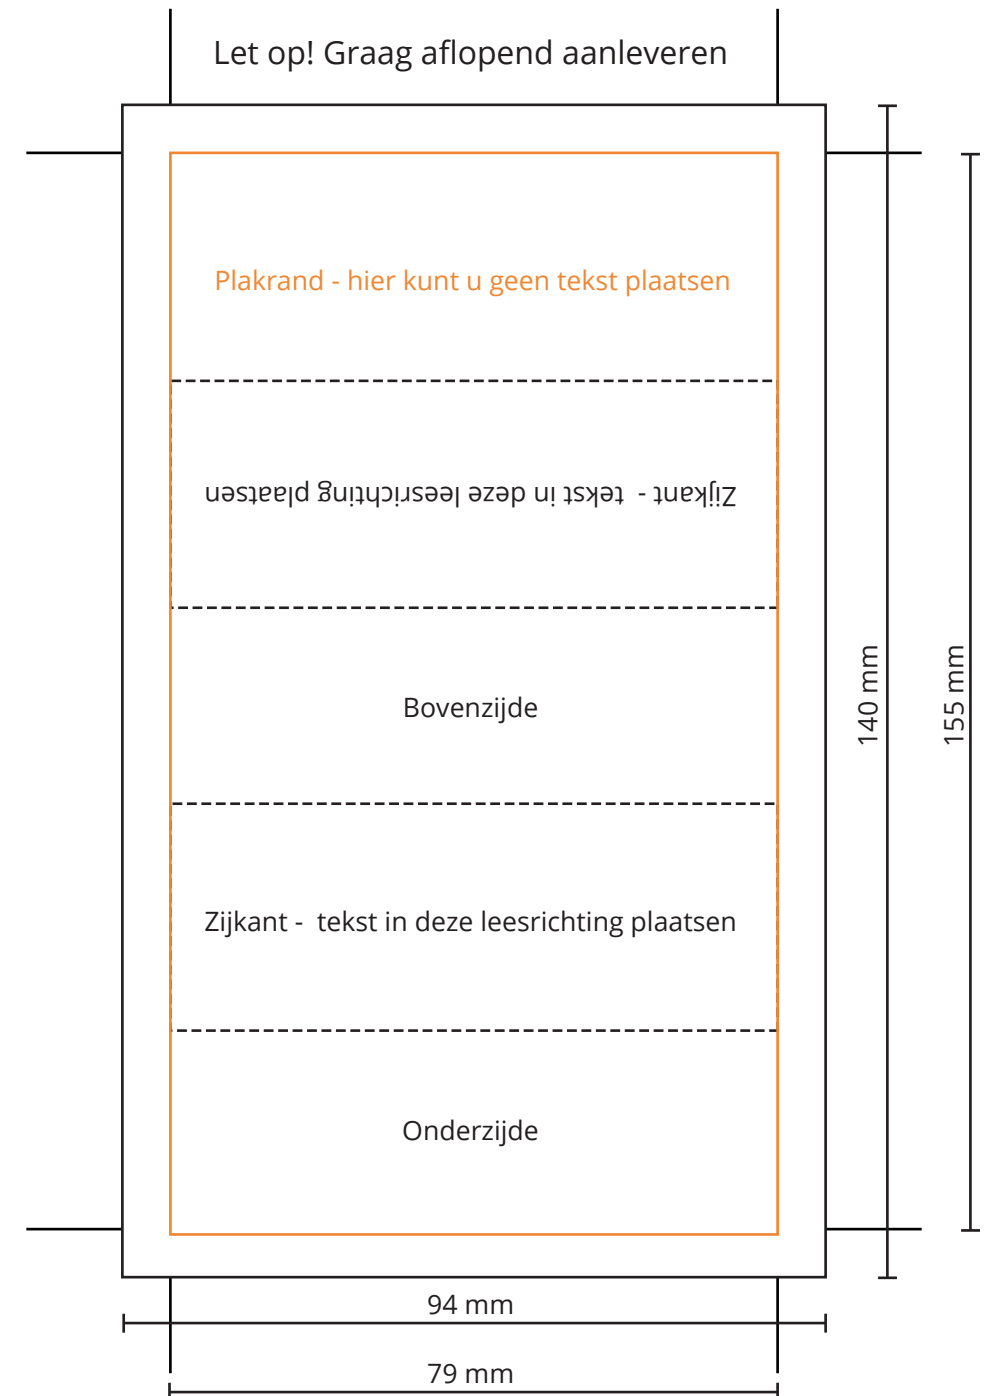 Let op! Graag aflopend aanleveren
Plakrand - hier kunt u geen tekst plaatsen
Zijkant - tekst in deze leesrichting plaatsen
Bovenzijde
140 mm
155 mm
Zijkant - tekst in deze leesrichting plaatsen
Onderzijde
94 mm
79 mm